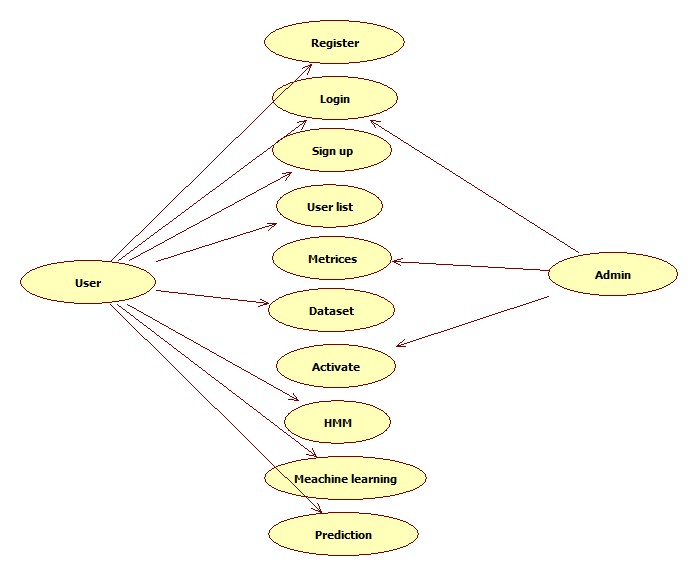 Register
Login
Sign up
User list
Metrices
User
Admin
Dataset
Activate
HMM
Meachine learning
Prediction